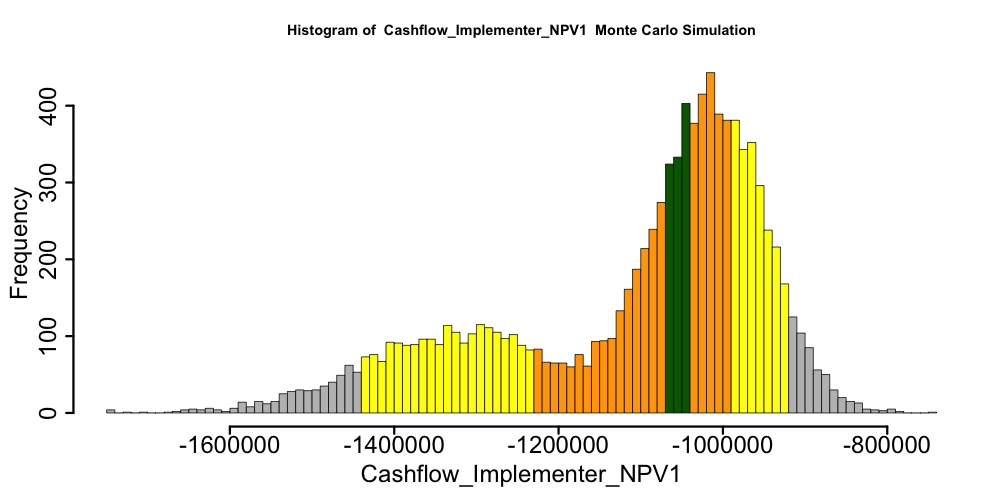 Histogram of  Cashflow_Implementer_NPV1  Monte Carlo Simulation
Frequency
400
300
200
100
0
-1600000 -1400000 -1200000 -1000000 -800000
Cashflow_Implementer_NPV1